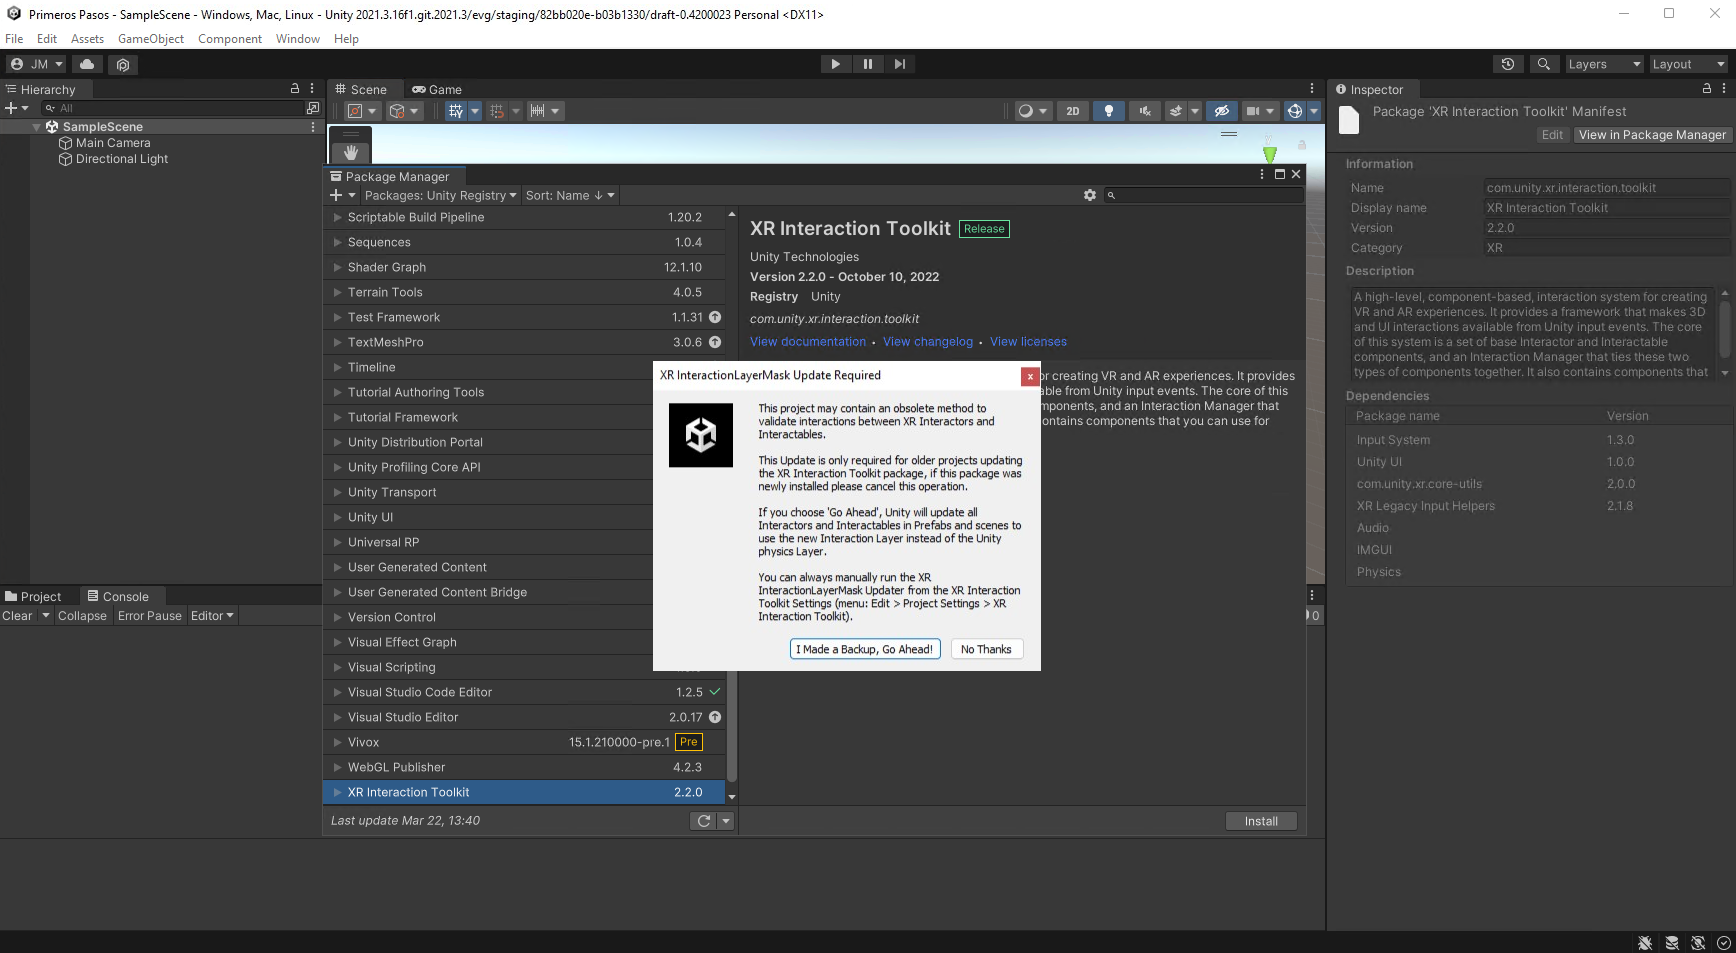 Primeros Pasos - SampleScene - Windows, Mac, Linux - Unity 2021.3.16f1.git.2021.3/evg/staging/82bb020e-b03b1330/draft-0.4200023 Personal <DX11>
File Edit Assets GameObject Component Window Help
JM
Layers
Layout
Hierarchy
All
SampleScene
Main Camera
Directional Light
Scene
Game
2D
Package Manager
Packages: Unity Registry
Sort: Name ↓
Scriptable Build Pipeline 1.20.2
Sequences 1.0.4
Shader Graph 12.1.10
Terrain Tools 4.0.5
Test Framework 1.1.31
TextMeshPro 3.0.6
Timeline
Tutorial Authoring Tools
Tutorial Framework
Unity Distribution Portal
Unity Profiling Core API
Unity Transport
Unity UI
Universal RP
User Generated Content
User Generated Content Bridge
Version Control
Visual Effect Graph
Visual Scripting
Visual Studio Code Editor 1.2.5
Visual Studio Editor 2.0.17
Vivox 15.1.210000-pre.1 Pre
WebGL Publisher 4.2.3
XR Interaction Toolkit 2.2.0
Last update Mar 22, 13:40
XR Interaction Toolkit Release
Unity Technologies
Version 2.2.0 - October 10, 2022
Registry Unity
com.unity.xr.interaction.toolkit
View documentation • View changelog • View licenses
or creating VR and AR experiences. It provides
able from Unity input events. The core of this
mponents, and an Interaction Manager that
ontains components that you can use for
Install
XR InteractionLayerMask Update Required
x
This project may contain an obsolete method to
validate interactions between XR Interactors and
Interactables.
This Update is only required for older projects updating
the XR Interaction Toolkit package, if this package was
newly installed please cancel this operation.
If you choose 'Go Ahead', Unity will update all
Interactors and Interactables in Prefabs and scenes to
use the new Interaction Layer instead of the Unity
physics Layer.
You can always manually run the XR
InteractionLayerMask Updater from the XR Interaction
Toolkit Settings (menu: Edit > Project Settings > XR
Interaction Toolkit).
I Made a Backup, Go Ahead!
No Thanks
Project
Console
Clear
Collapse
Error Pause
Editor
0
Inspector
Package 'XR Interaction Toolkit' Manifest
Edit
View in Package Manager
Information
Name com.unity.xr.interaction.toolkit
Display name XR Interaction Toolkit
Version 2.2.0
Category XR
Description
A high-level, component-based, interaction system for creating
VR and AR experiences. It provides a framework that makes 3D
and UI interactions available from Unity input events. The core
of this system is a set of base Interactor and Interactable
components, and an Interaction Manager that ties these two
types of components together. It also contains components that
Dependencies
Package name Version
Input System 1.3.0
Unity UI 1.0.0
com.unity.xr.core-utils 2.0.0
XR Legacy Input Helpers 2.1.8
Audio
IMGUI
Physics